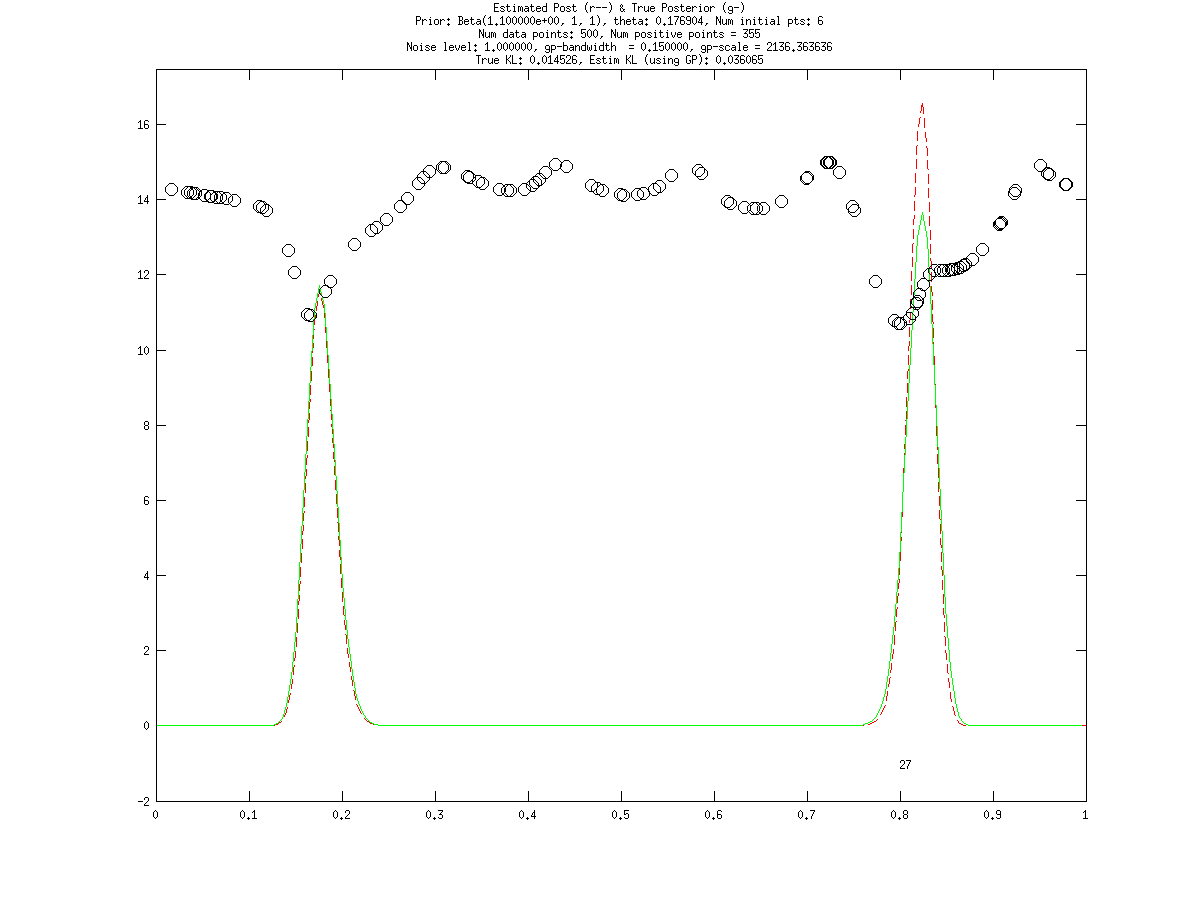 Estimated Post (r--) & True Posterior (g-)
Prior: Beta(1.100000e+00, 1, 1), theta: 0.176904, Num initial pts: 6
Num data points: 500, Num positive points = 355
Noise level: 1.000000, gp-bandwidth  = 0.150000, gp-scale = 2136.363636
True KL: 0.014526, Estim KL (using GP): 0.036065
16
14
12
10
8
6
4
2
0
27
-2
0 0.1 0.2 0.3 0.4 0.5 0.6 0.7 0.8 0.9 1